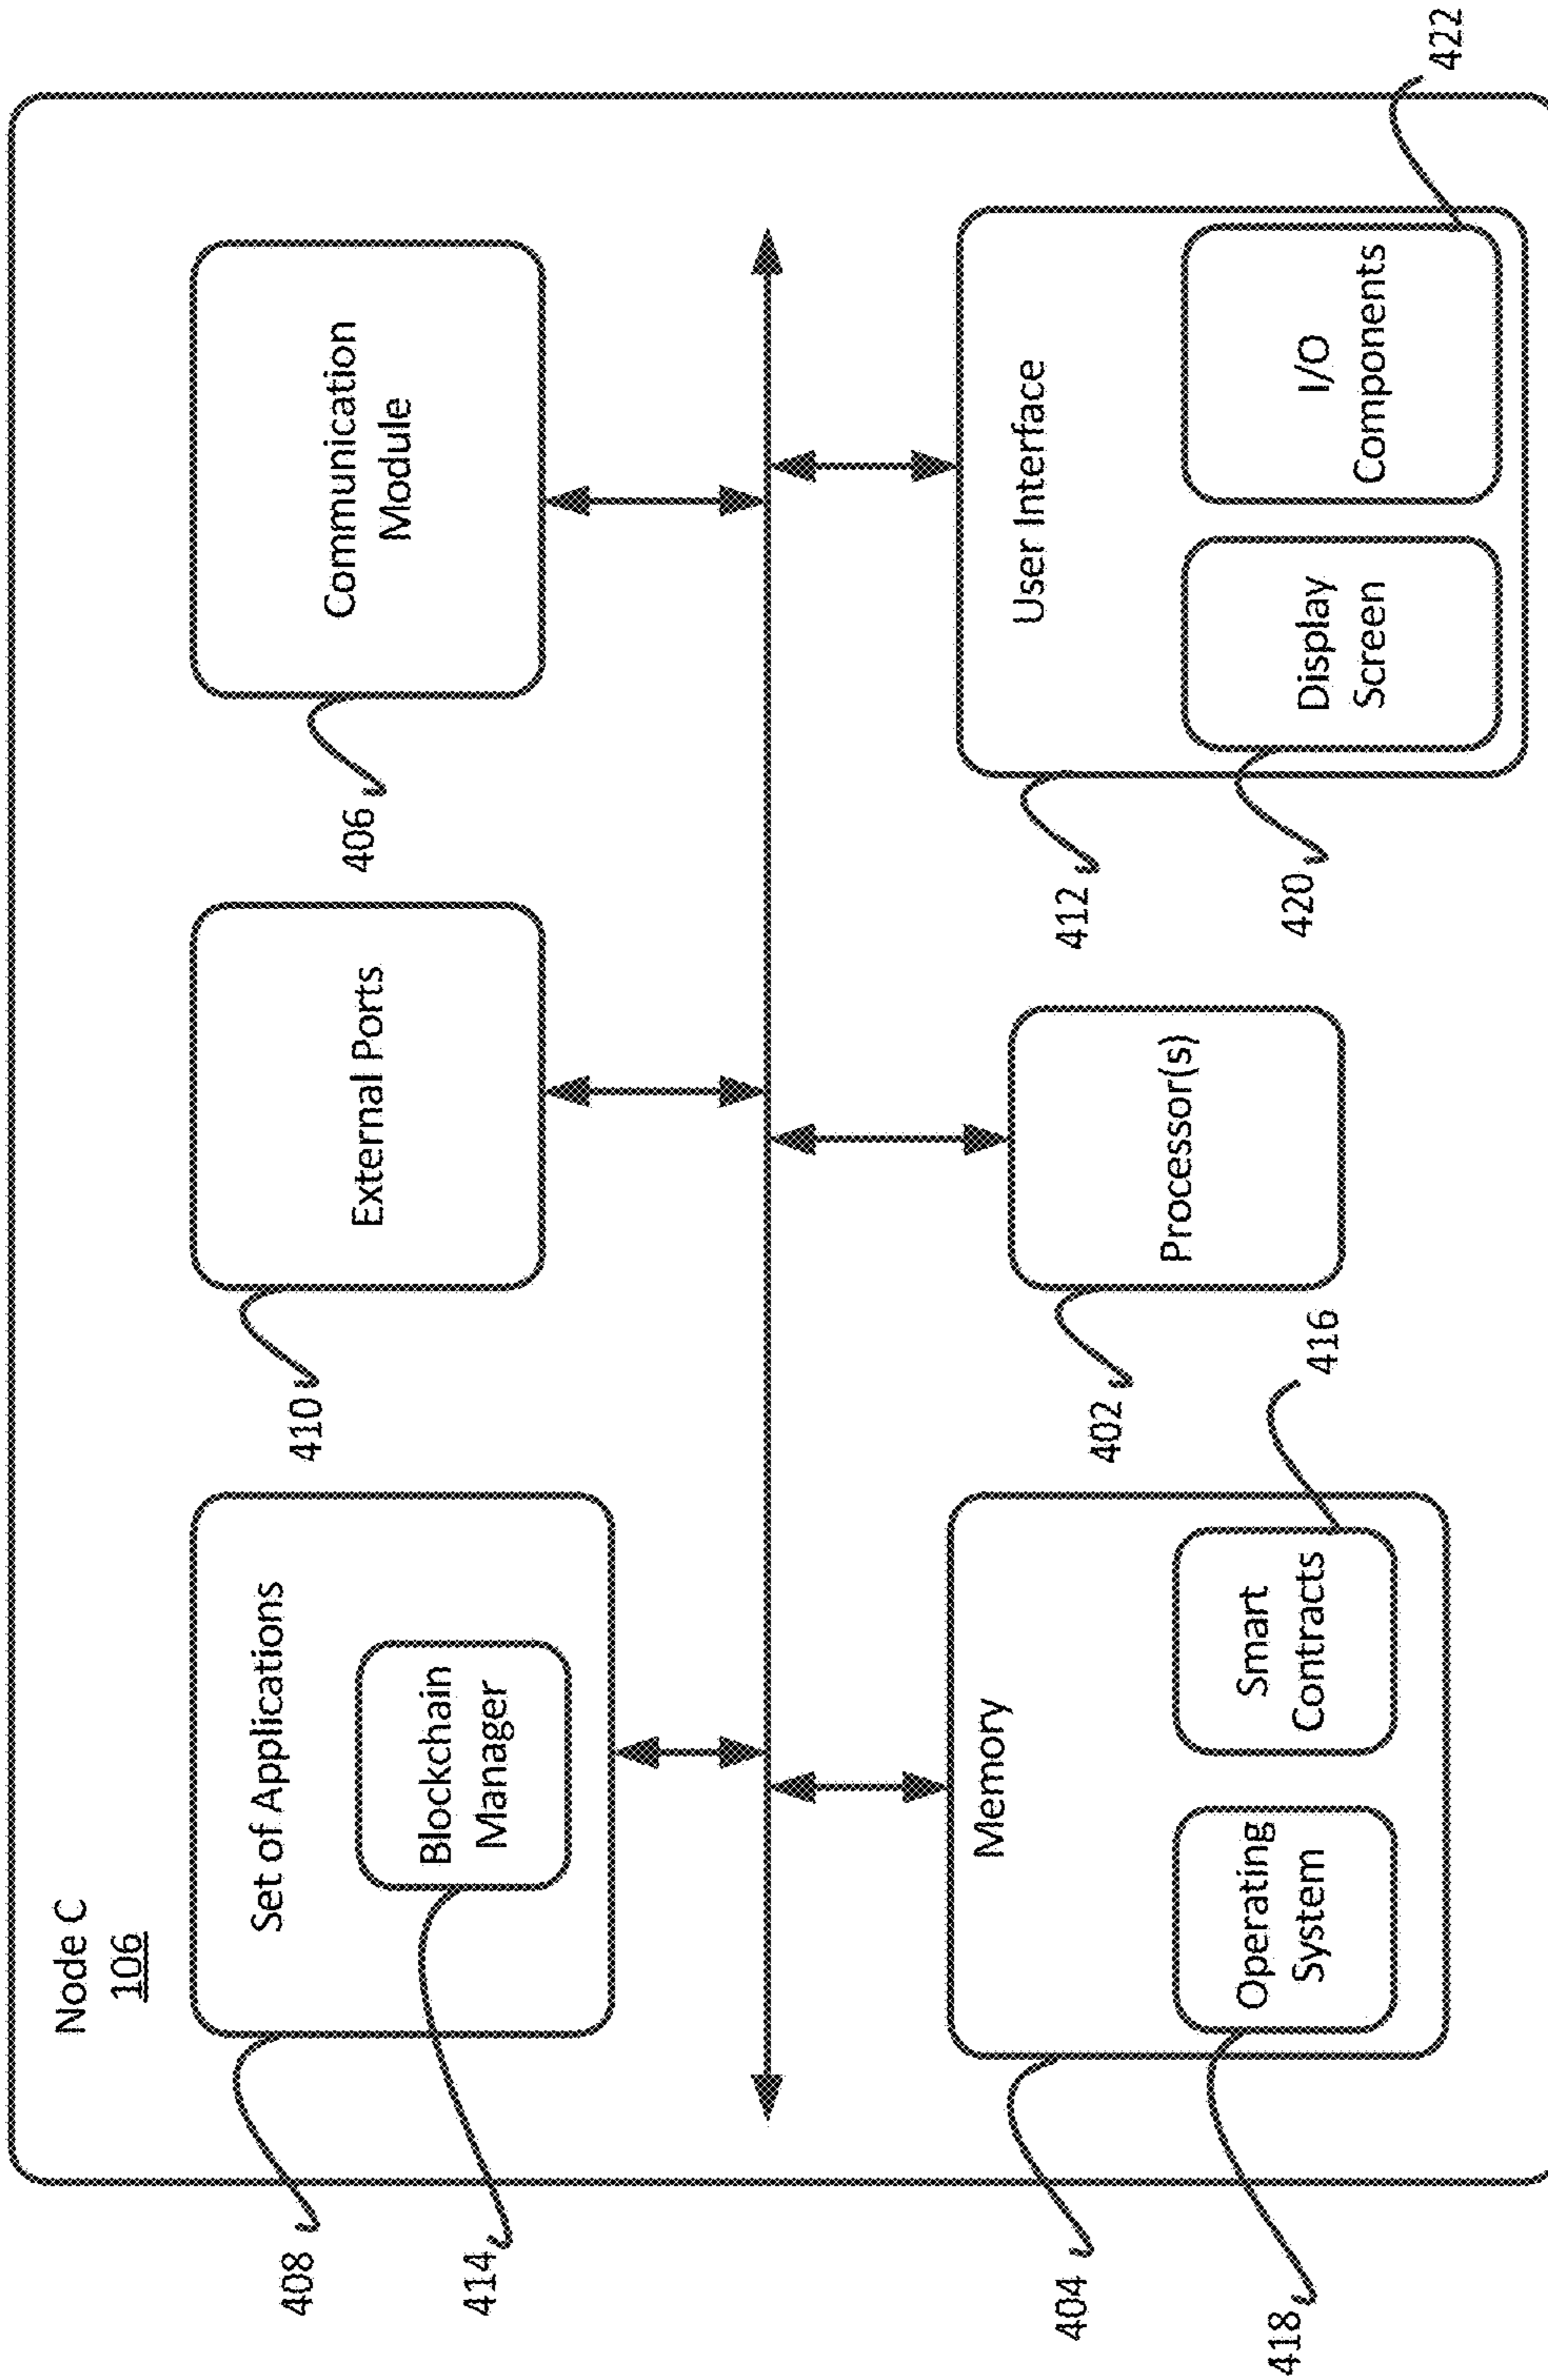 Node C
106
Set of Applications
Blockchain
Manager
408
414
External Ports
410
Communication
Module
406
Memory
Operating
System
Smart
Contracts
404
418
416
Processor(s)
402
User Interface
Display
Screen
I/O
Components
412
420
422